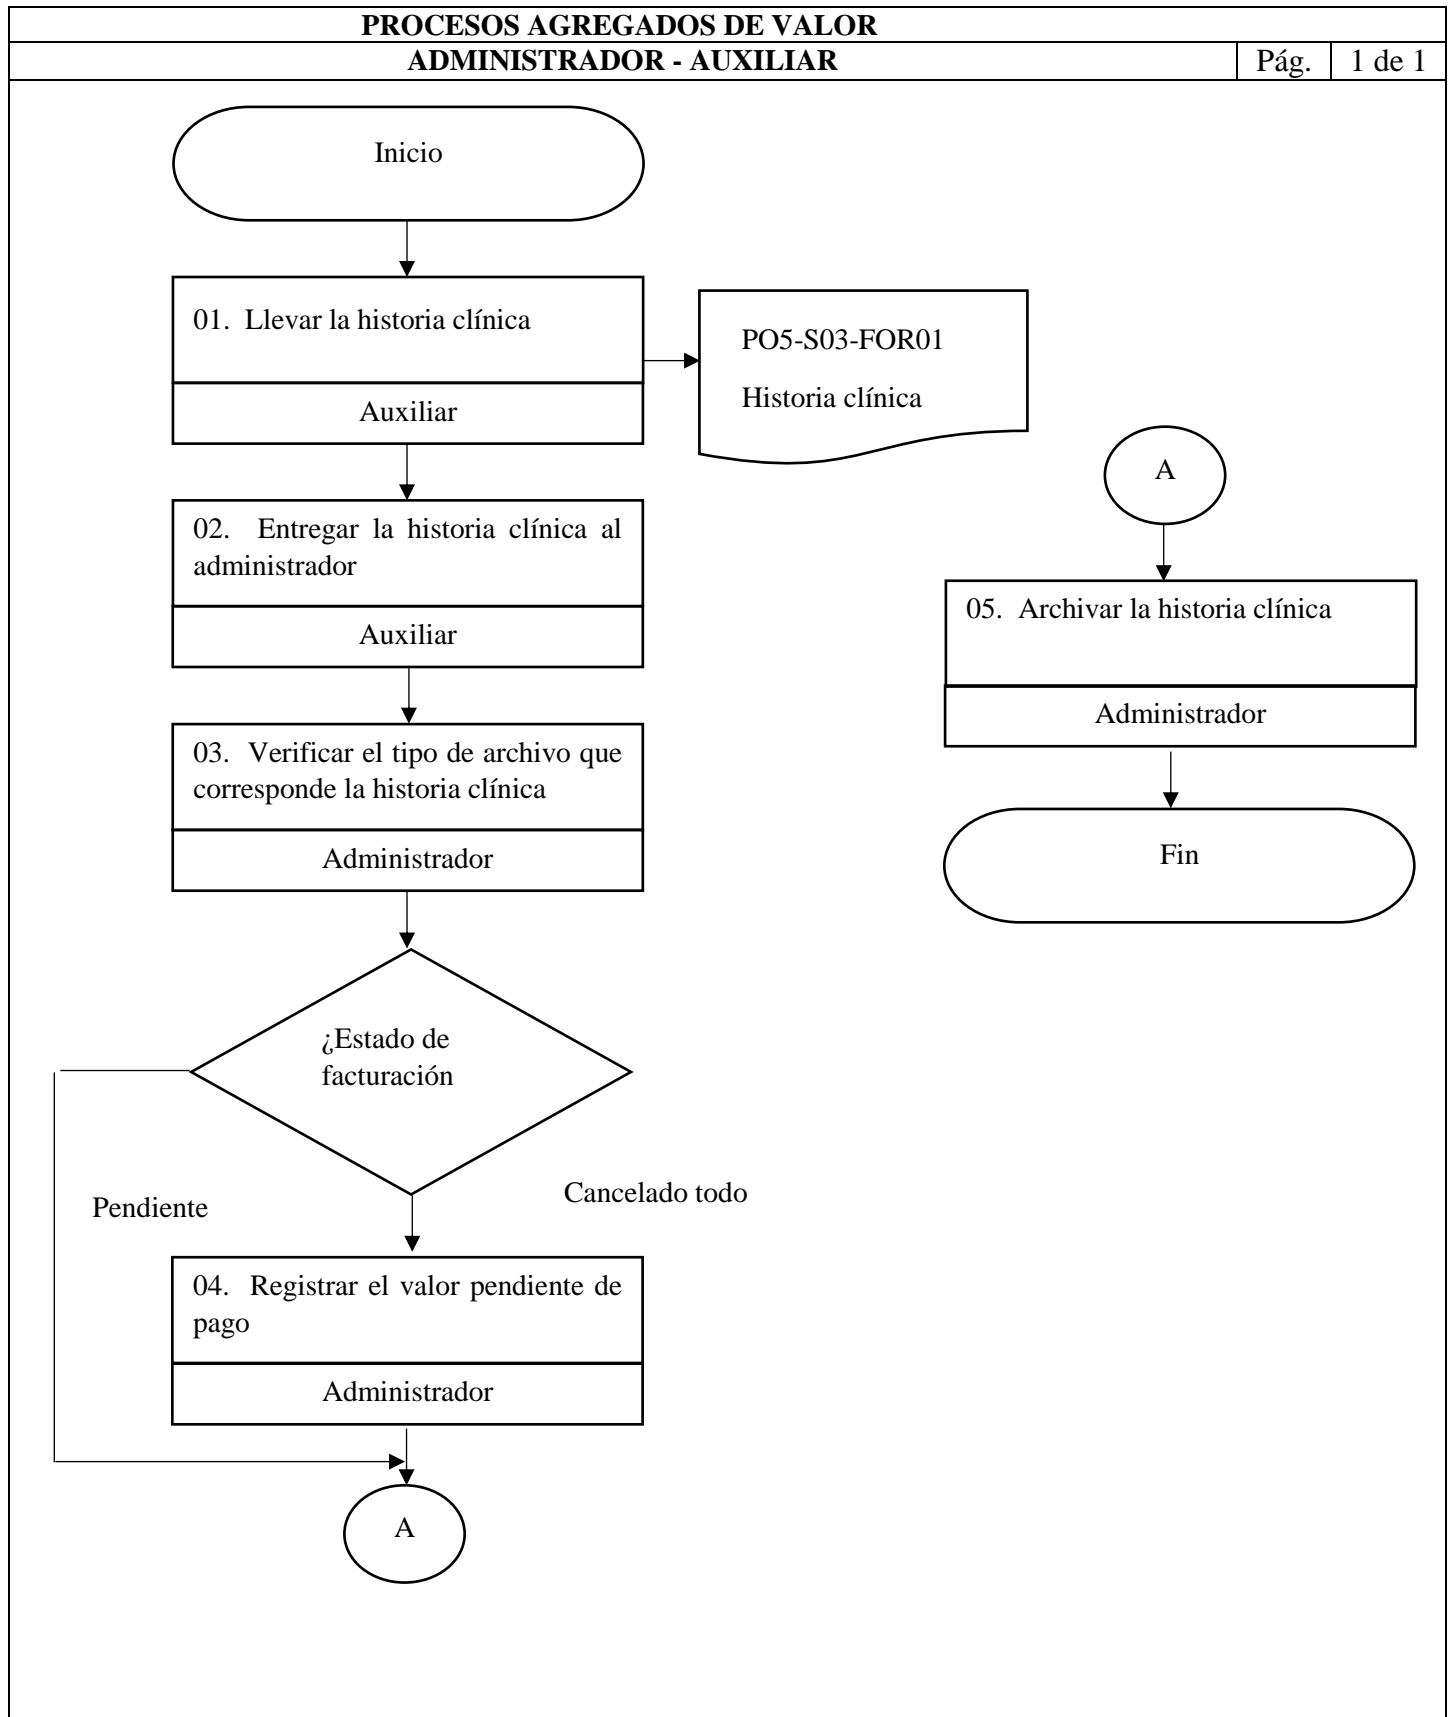 PROCESOS AGREGADOS DE VALOR
ADMINISTRADOR - AUXILIAR
Pág.
1 de 1
Inicio
01. Llevar la historia clínica
Auxiliar
PO5-S03-FOR01
Historia clínica
02. Entregar la historia clínica al
administrador
Auxiliar
03. Verificar el tipo de archivo que
corresponde la historia clínica
Administrador
¿Estado de
facturación
Pendiente
Cancelado todo
04. Registrar el valor pendiente de
pago
Administrador
A
A
05. Archivar la historia clínica
Administrador
Fin